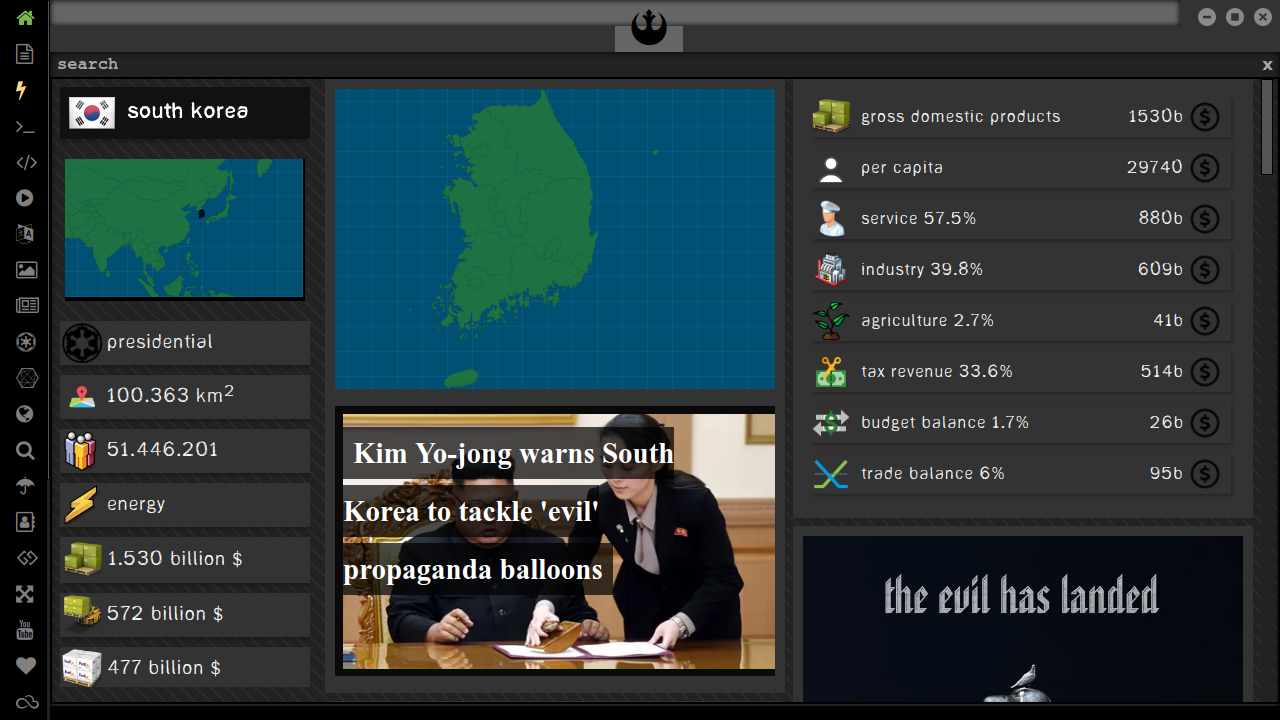 search
x
south korea
presidential
100.363 km²
51.446.201
energy
1.530 billion $
572 billion $
477 billion $
Kim Yo-jong warns South
Korea to tackle 'evil'
propaganda balloons
gross domestic products 1530b
per capita 29740
service 57.5% 880b
industry 39.8% 609b
agriculture 2.7% 41b
tax revenue 33.6% 514b
budget balance 1.7% 26b
trade balance 6% 95b
the evil has landed
You
Tube